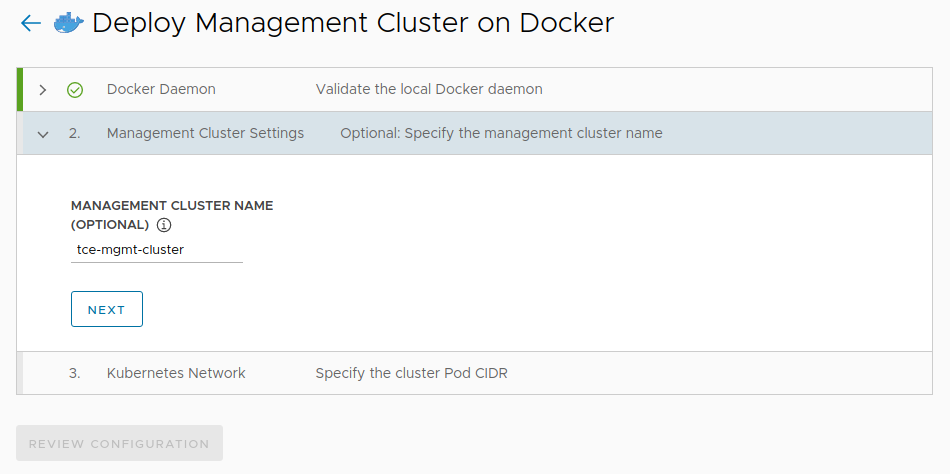 Deploy Management Cluster on Docker
Docker Daemon Validate the local Docker daemon
2. Management Cluster Settings Optional: Specify the management cluster name
MANAGEMENT CLUSTER NAME
(OPTIONAL)
tce-mgmt-cluster
NEXT
3. Kubernetes Network Specify the cluster Pod CIDR
REVIEW CONFIGURATION